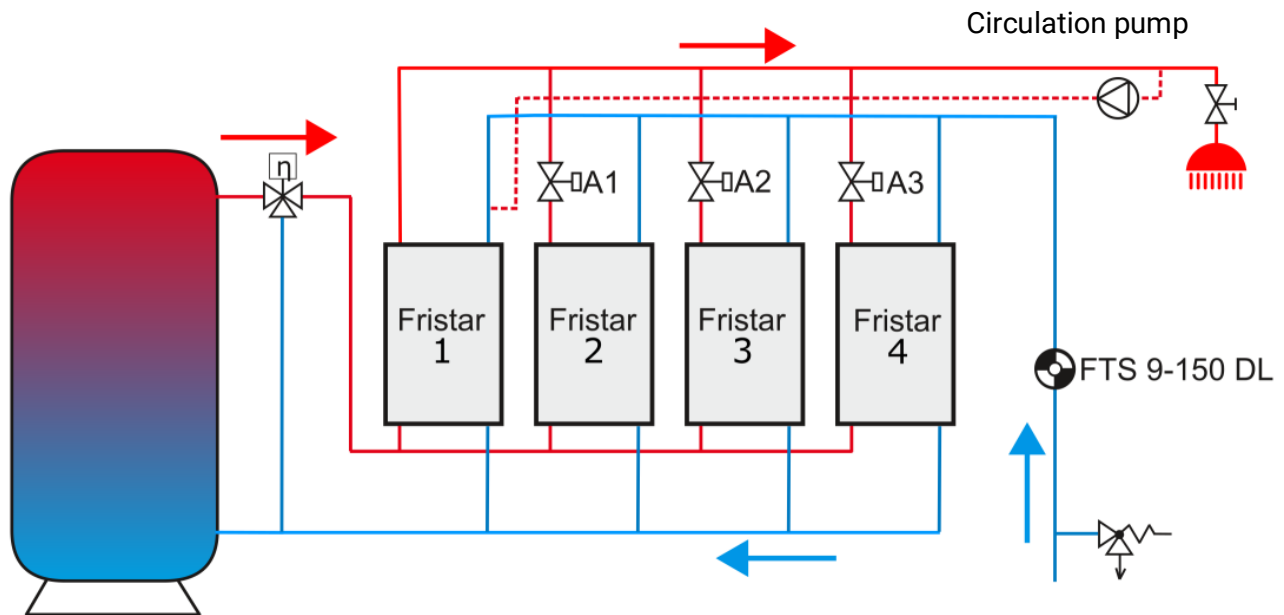 Circulation pump
η
A1
A2
A3
Fristar
1
Fristar
2
Fristar
3
Fristar
4
FTS 9-150 DL